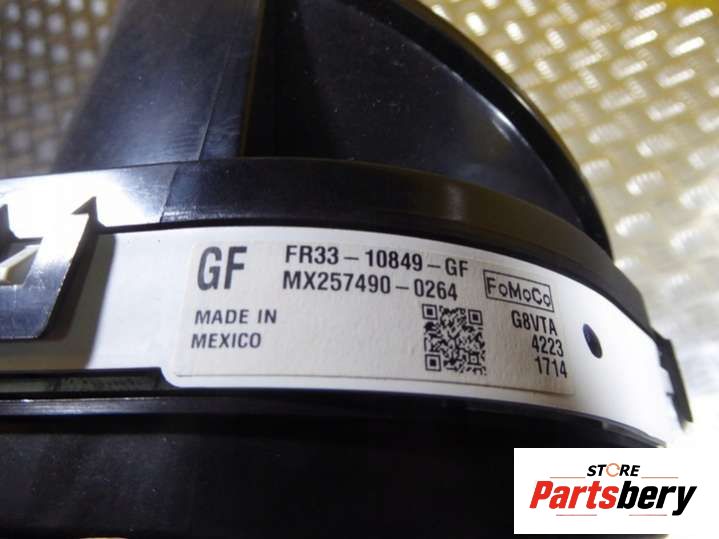 GF
FR33-10849-GF
MX257490-0264
FoMoCo
MADE IN
MEXICO
G8VTA
4223
1714
STORE
Partsbery